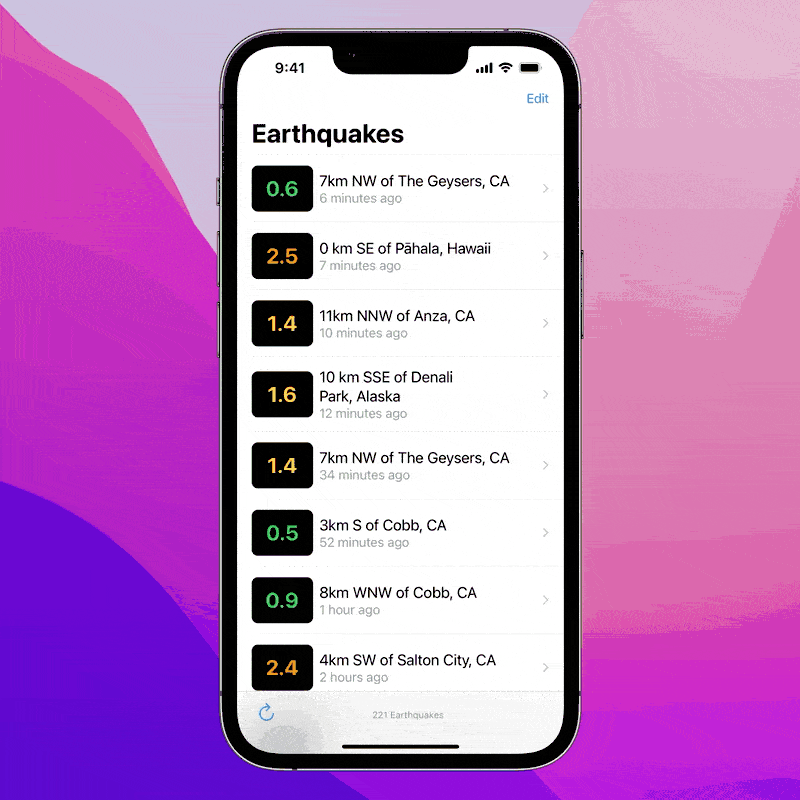 9:41
Edit
Earthquakes
0.6
7km NW of The Geysers, CA
6 minutes ago
2.5
0 km SE of Pāhala, Hawaii
7 minutes ago
1.4
11km NNW of Anza, CA
10 minutes ago
1.6
10 km SSE of Denali
Park, Alaska
12 minutes ago
1.4
7km NW of The Geysers, CA
34 minutes ago
0.5
3km S of Cobb, CA
52 minutes ago
0.9
8km WNW of Cobb, CA
1 hour ago
2.4
4km SW of Salton City, CA
2 hours ago
221 Earthquakes